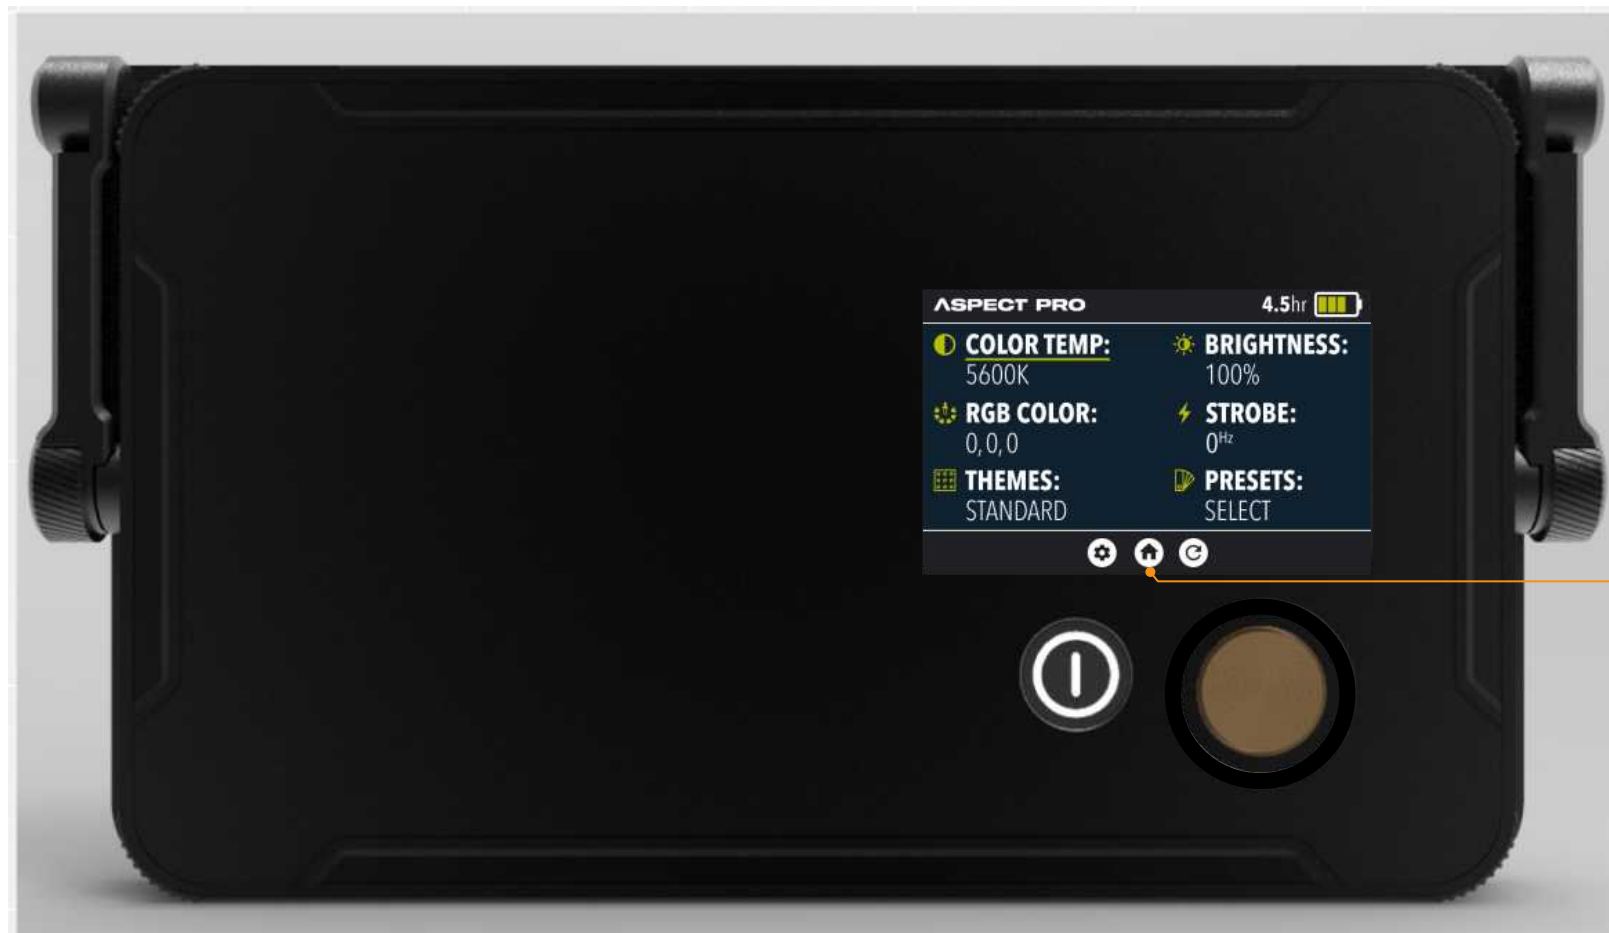 ASPECT PRO
4.5hr
COLOR TEMP:
5600K
BRIGHTNESS:
100%
RGB COLOR:
0, 0, 0
STROBE:
0Hz
THEMES:
STANDARD
PRESETS:
SELECT